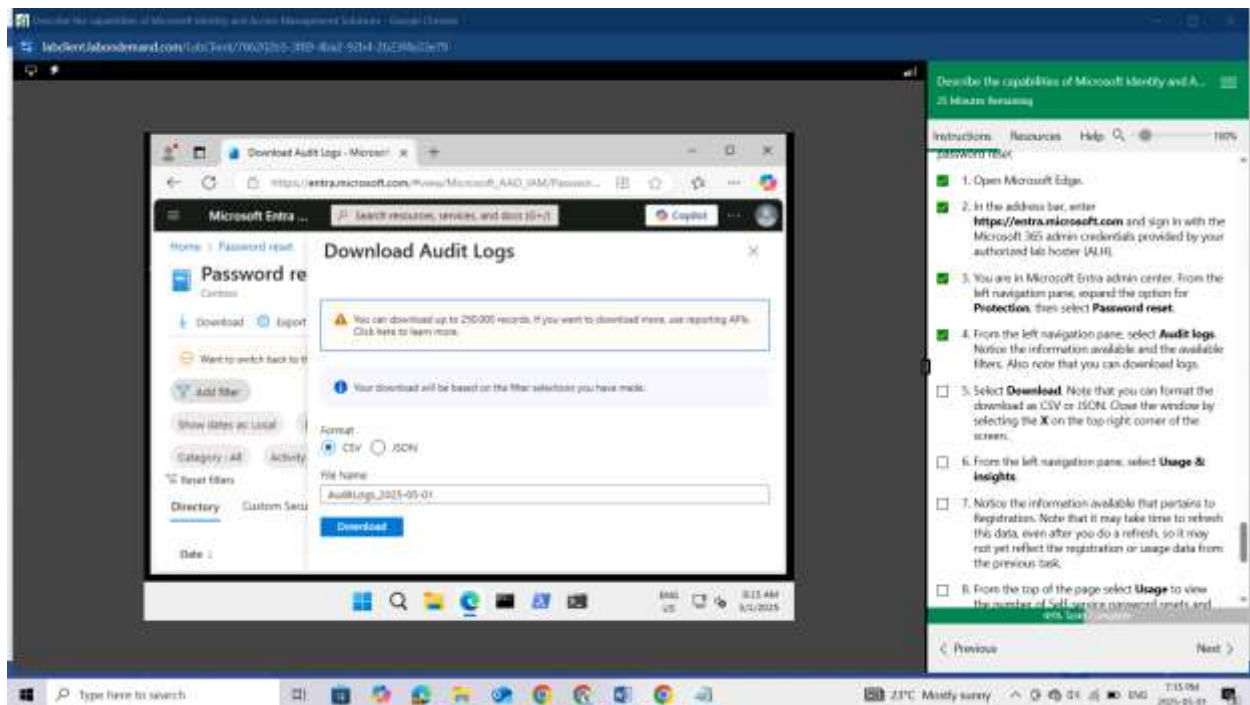 Describe the capabilities of Microsoft Identity and Access Management Solutions - Google Chrome
labclient.labondemand.com/LabClient/
Describe the capabilities of Microsoft Identity and A...
25 Minutes Remaining
Instructions Resources Help 100%
Download Audit Logs - Microsof
entra.microsoft.com/#view/Microsoft_AAD_IAM/Passwor...
Microsoft Entra ...
Search resources, services, and docs (G+/)
Copilot
Home > Password reset
Password re
Contoso
Download Export
Want to switch back to th
Add filter
Show dates as: Local
Category : All Activity
Reset filters
Directory Custom Secu
Date
Download Audit Logs
You can download up to 250,000 records. If you want to download more, use reporting APIs.
Click here to learn more.
Your download will be based on the filter selections you have made.
Format
CSV JSON
File Name
AuditLogs_2025-05-01
Download
ENG
US
8:15 AM
5/1/2025
password reset.
1. Open Microsoft Edge.
2. In the address bar, enter
https://entra.microsoft.com and sign in with the
Microsoft 365 admin credentials provided by your
authorized lab hoster (ALH).
3. You are in Microsoft Entra admin center. From the
left navigation pane, expand the option for
Protection, then select Password reset.
4. From the left navigation pane, select Audit logs.
Notice the information available and the available
filters. Also note that you can download logs.
5. Select Download. Note that you can format the
download as CSV or JSON. Close the window by
selecting the X on the top right corner of the
screen.
6. From the left navigation pane, select Usage &
insights.
7. Notice the information available that pertains to
Registration. Note that it may take time to refresh
this data, even after you do a refresh, so it may
not yet reflect the registration or usage data from
the previous task.
8. From the top of the page select Usage to view
the number of Self-service password resets and
< Previous Next >
Type here to search
23°C Mostly sunny
ENG
7:15 PM
2025-05-01